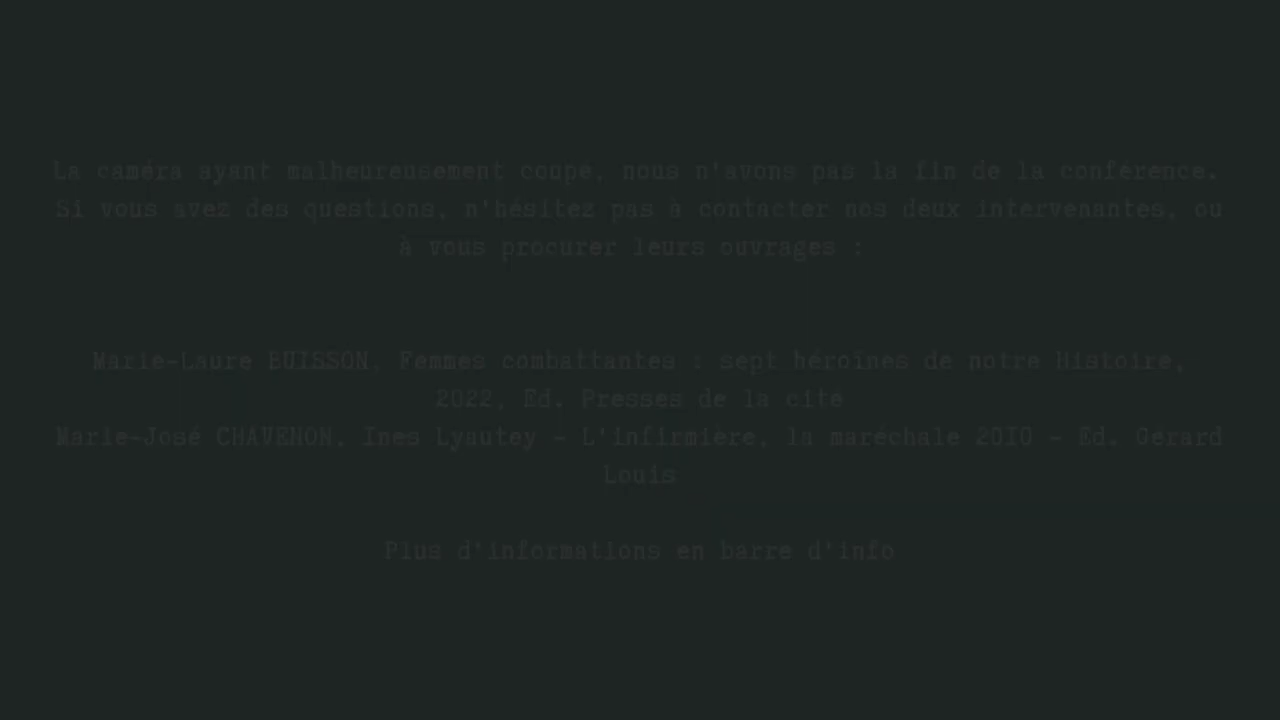 La caméra ayant malheureusement coupé, nous n'avons pas la fin de la conférence.
Si vous avez des questions, n'hésitez pas à contacter nos deux intervenantes, ou
à vous procurer leurs ouvrages :
Marie-Laure BUISSON, Femmes combattantes : sept héroïnes de notre Histoire,
2022, Ed. Presses de la cité
Marie-José CHAVENON, Ines Lyautey - L'infirmière, la maréchale 2010 - Ed. Gérard
Louis
Plus d'informations en barre d'info